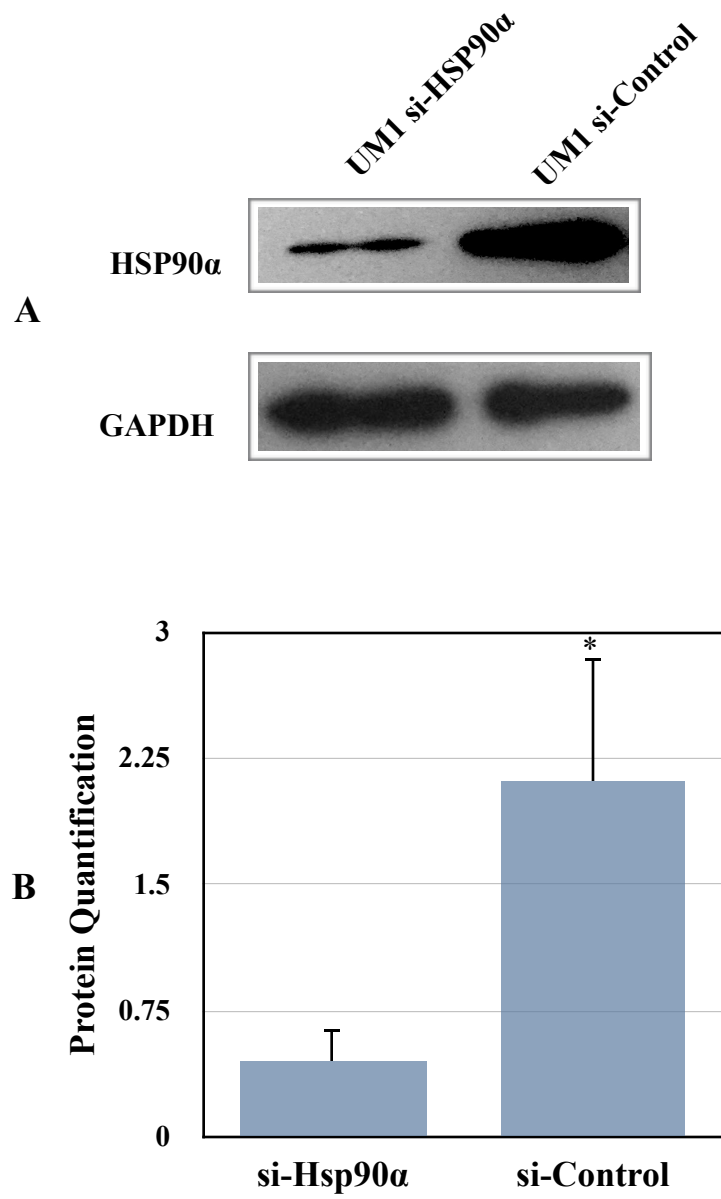 UM1 si-HSP90α
UM1 si-Control
HSP90α
A
GAPDH
3
*
2.25
B
Protein Quantification
1.5
0.75
0
si-Hsp90α
si-Control